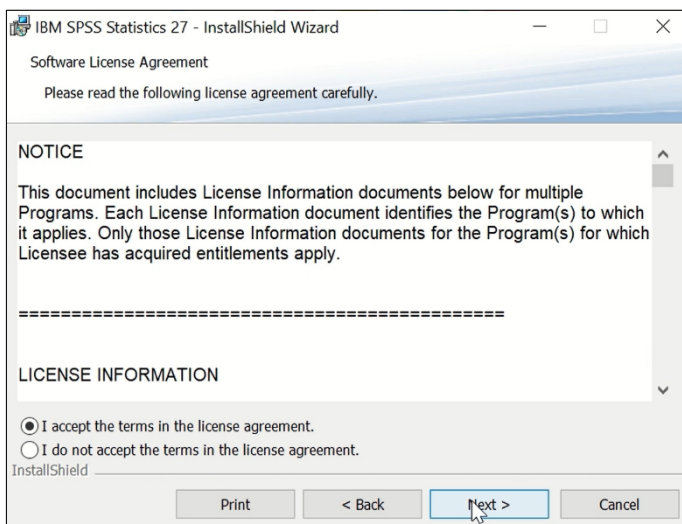 IBM SPSS Statistics 27 - InstallShield Wizard
Software License Agreement
Please read the following license agreement carefully.
NOTICE
This document includes License Information documents below for multiple
Programs. Each License Information document identifies the Program(s) to which
it applies. Only those License Information documents for the Program(s) for which
Licensee has acquired entitlements apply.
==============================================
LICENSE INFORMATION
I accept the terms in the license agreement.
I do not accept the terms in the license agreement.
InstallShield
Print < Back Next > Cancel